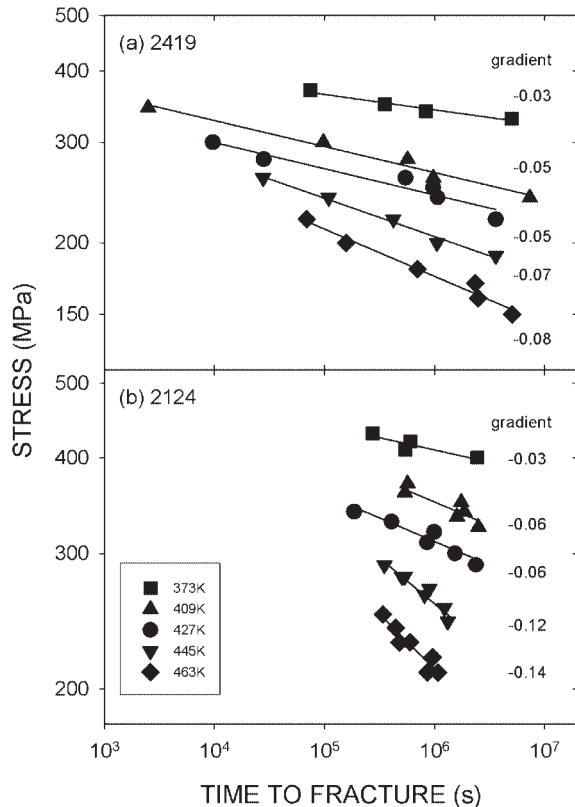 500
(a) 2419
gradient
400
-0.03
300
-0.05
-0.05
200
-0.07
150
-0.08
STRESS (MPa)
500
(b) 2124
gradient
400
-0.03
-0.06
300
-0.06
373K
409K
427K
445K
463K
-0.12
-0.14
200
10³ 10⁴ 10⁵ 10⁶ 10⁷
TIME TO FRACTURE (s)